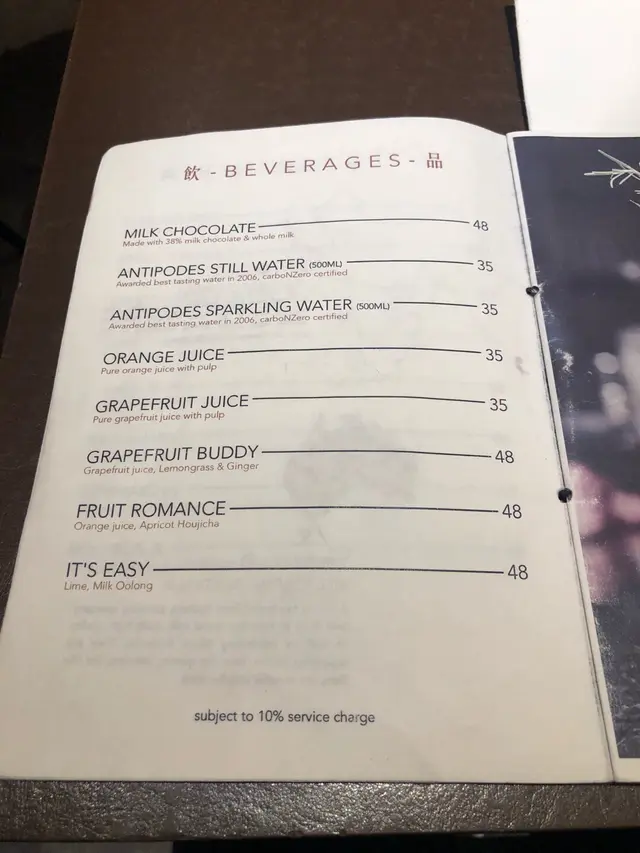 飲 - BEVERAGES - 品
MILK CHOCOLATE 48
Made with 38% milk chocolate & whole milk
ANTIPODES STILL WATER (500ML) 35
Awarded best tasting water in 2006, carboNZero certified
ANTIPODES SPARKLING WATER (500ML) 35
Awarded best tasting water in 2006, carboNZero certified
ORANGE JUICE 35
Pure orange juice with pulp
GRAPEFRUIT JUICE 35
Pure grapefruit juice with pulp
GRAPEFRUIT BUDDY 48
Grapefruit juice, Lemongrass & Ginger
FRUIT ROMANCE 48
Orange juice, Apricot Houjicha
IT'S EASY 48
Lime, Milk Oolong
subject to 10% service charge